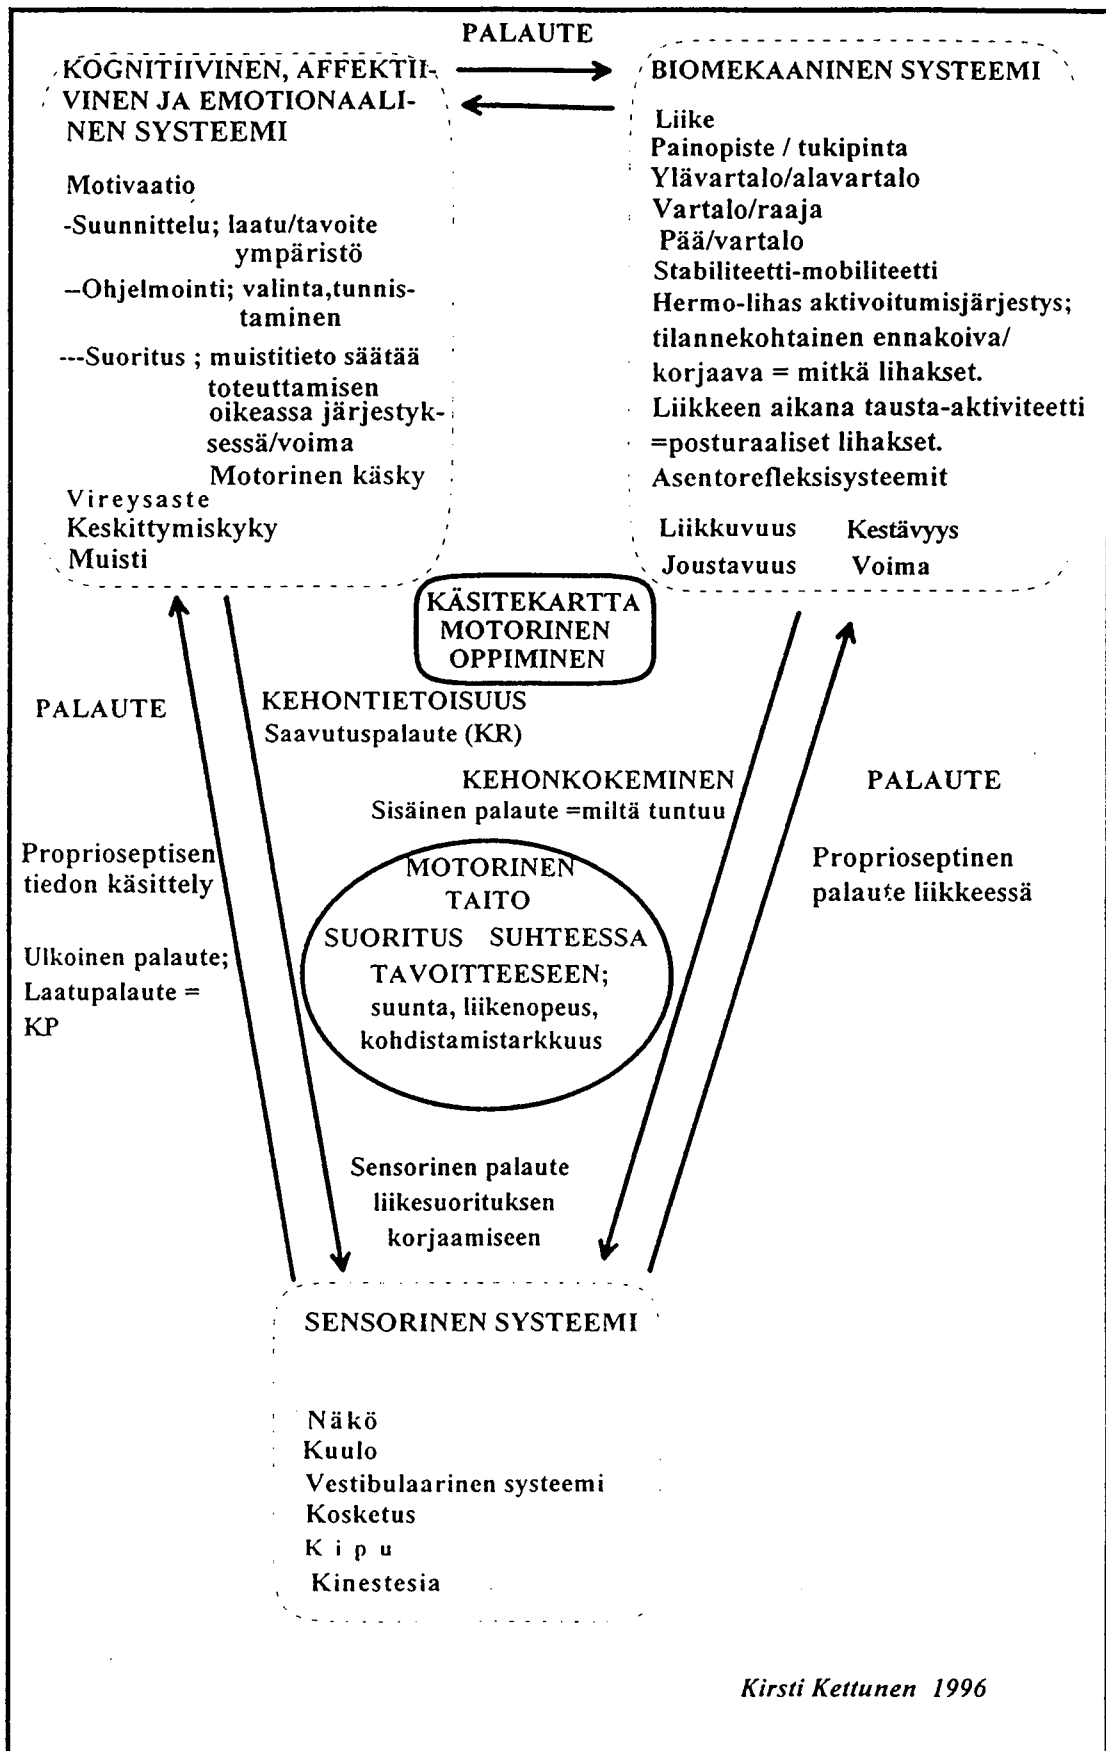 PALAUTE
KOGNITIIVINEN, AFFEKTII-
VINEN JA EMOTIONAALI-
NEN SYSTEEMI
Motivaatio
-Suunnittelu; laatu/tavoite
ympäristö
--Ohjelmointi; valinta,tunnis-
taminen
---Suoritus ; muistitieto säätää
toteuttamisen
oikeassa järjestyk-
sessä/voima
Motorinen käsky
Vireysaste
Keskittymiskyky
Muisti
BIOMEKAANINEN SYSTEEMI
Liike
Painopiste / tukipinta
Ylävartalo/alavartalo
Vartalo/raaja
Pää/vartalo
Stabiliteetti-mobiliteetti
Hermo-lihas aktivoitumisjärjestys;
tilannekohtainen ennakoiva/
korjaava = mitkä lihakset.
Liikkeen aikana tausta-aktiviteetti
=posturaaliset lihakset.
Asentorefleksisysteemit
Liikkuvuus Kestävyys
Joustavuus Voima
KÄSITEKARTTA
MOTORINEN
OPPIMINEN
PALAUTE
KEHONTIETOISUUS
Saavutuspalaute (KR)
KEHONKOKEMINEN
Sisäinen palaute =miltä tuntuu
PALAUTE
Proprioseptisen
tiedon käsittely
Ulkoinen palaute;
Laatupalaute =
KP
MOTORINEN
TAITO
SUORITUS SUHTEESSA
TAVOITTEESEEN;
suunta, liikenopeus,
kohdistamistarkkuus
Proprioseptinen
palaute liikkeessä
Sensorinen palaute
liikesuorituksen
korjaamiseen
SENSORINEN SYSTEEMI
Näkö
Kuulo
Vestibulaarinen systeemi
Kosketus
K i p u
Kinestesia
Kirsti Kettunen 1996